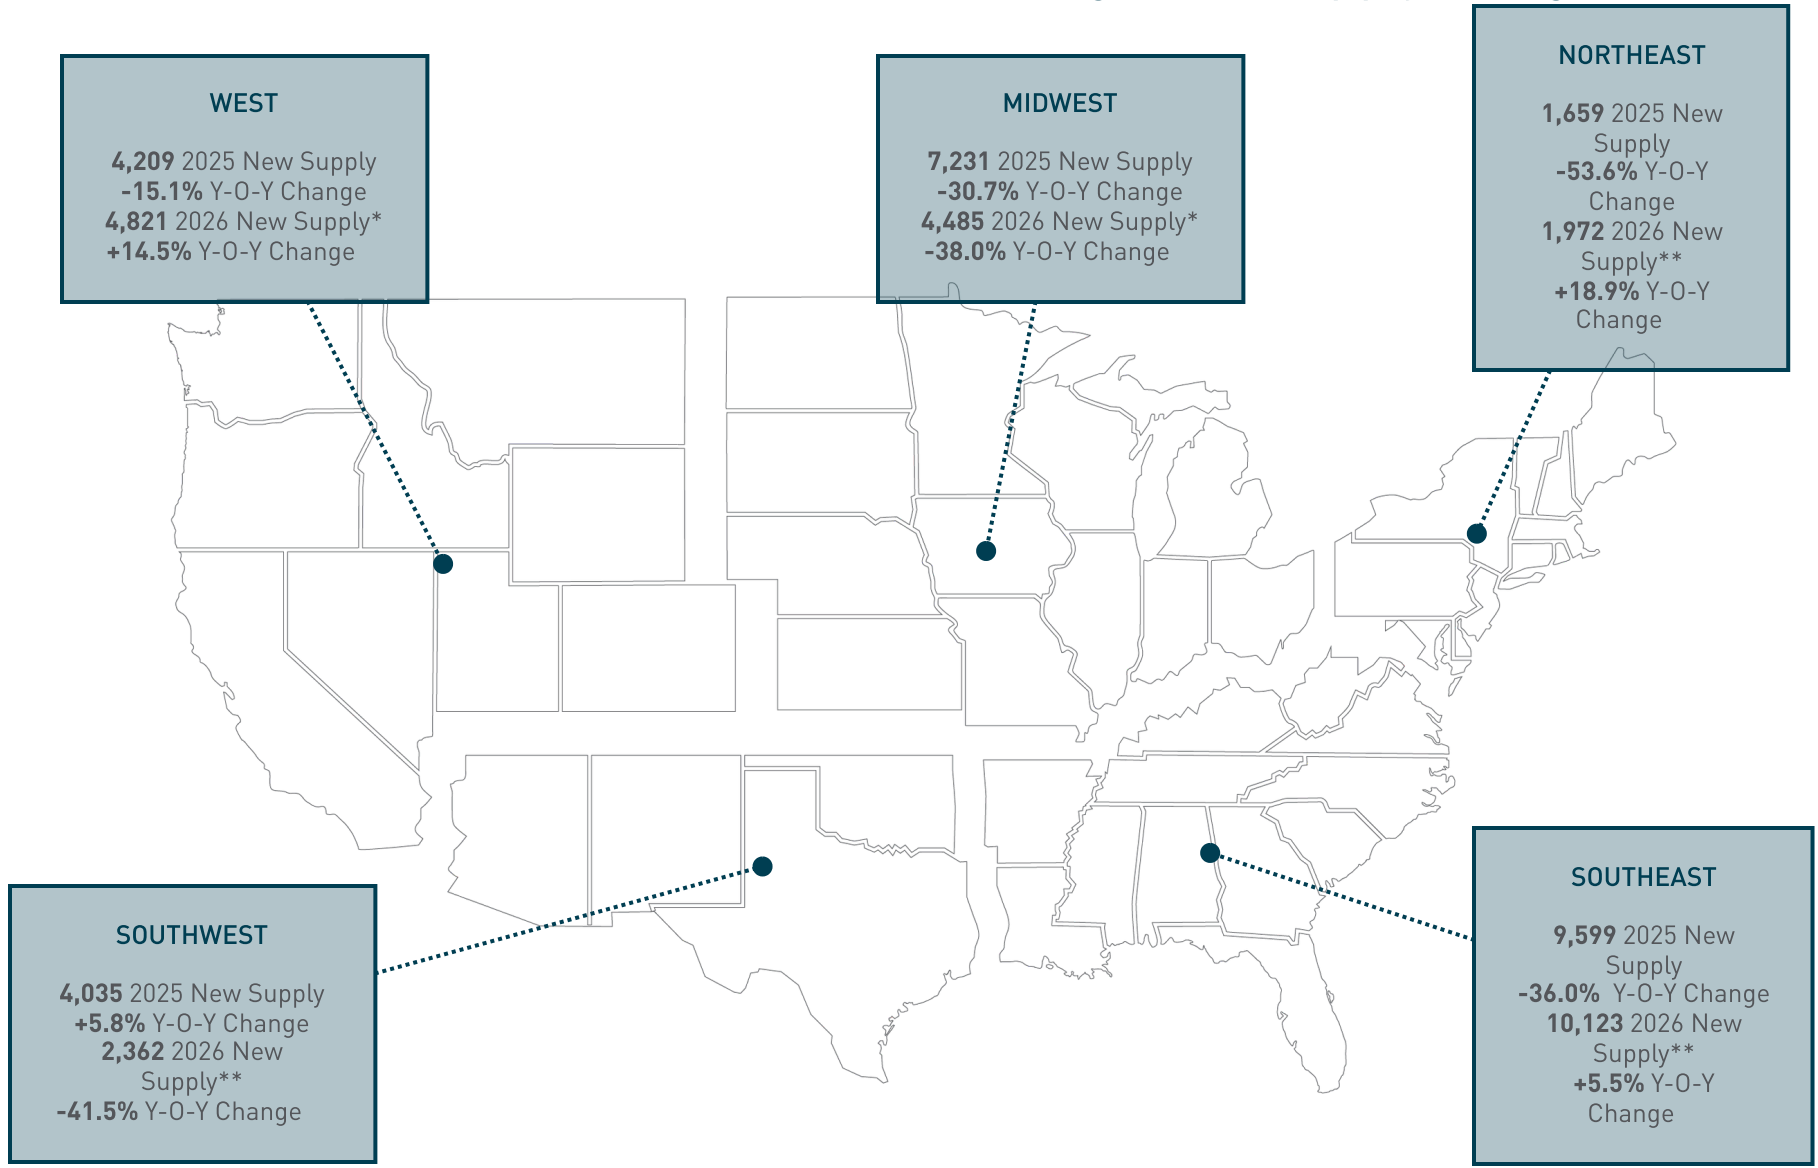 WEST
4,209 2025 New Supply
-15.1% Y-O-Y Change
4,821 2026 New Supply*
+14.5% Y-O-Y Change
MIDWEST
7,231 2025 New Supply
-30.7% Y-O-Y Change
4,485 2026 New Supply*
-38.0% Y-O-Y Change
NORTHEAST
1,659 2025 New
Supply
-53.6% Y-O-Y
Change
1,972 2026 New
Supply**
+18.9% Y-O-Y
Change
SOUTHWEST
4,035 2025 New Supply
+5.8% Y-O-Y Change
2,362 2026 New
Supply**
-41.5% Y-O-Y Change
SOUTHEAST
9,599 2025 New
Supply
-36.0% Y-O-Y Change
10,123 2026 New
Supply**
+5.5% Y-O-Y
Change